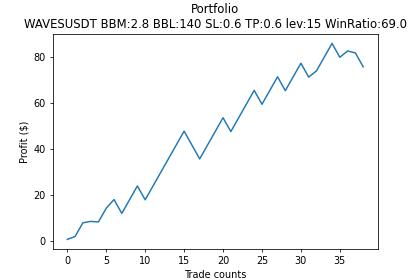 Portfolio
WAVESUSDT BBM:2.8 BBL:140 SL:0.6 TP:0.6 lev:15 WinRatio:69.0
Profit ($)
80
60
40
20
0
0 5 10 15 20 25 30 35
Trade counts